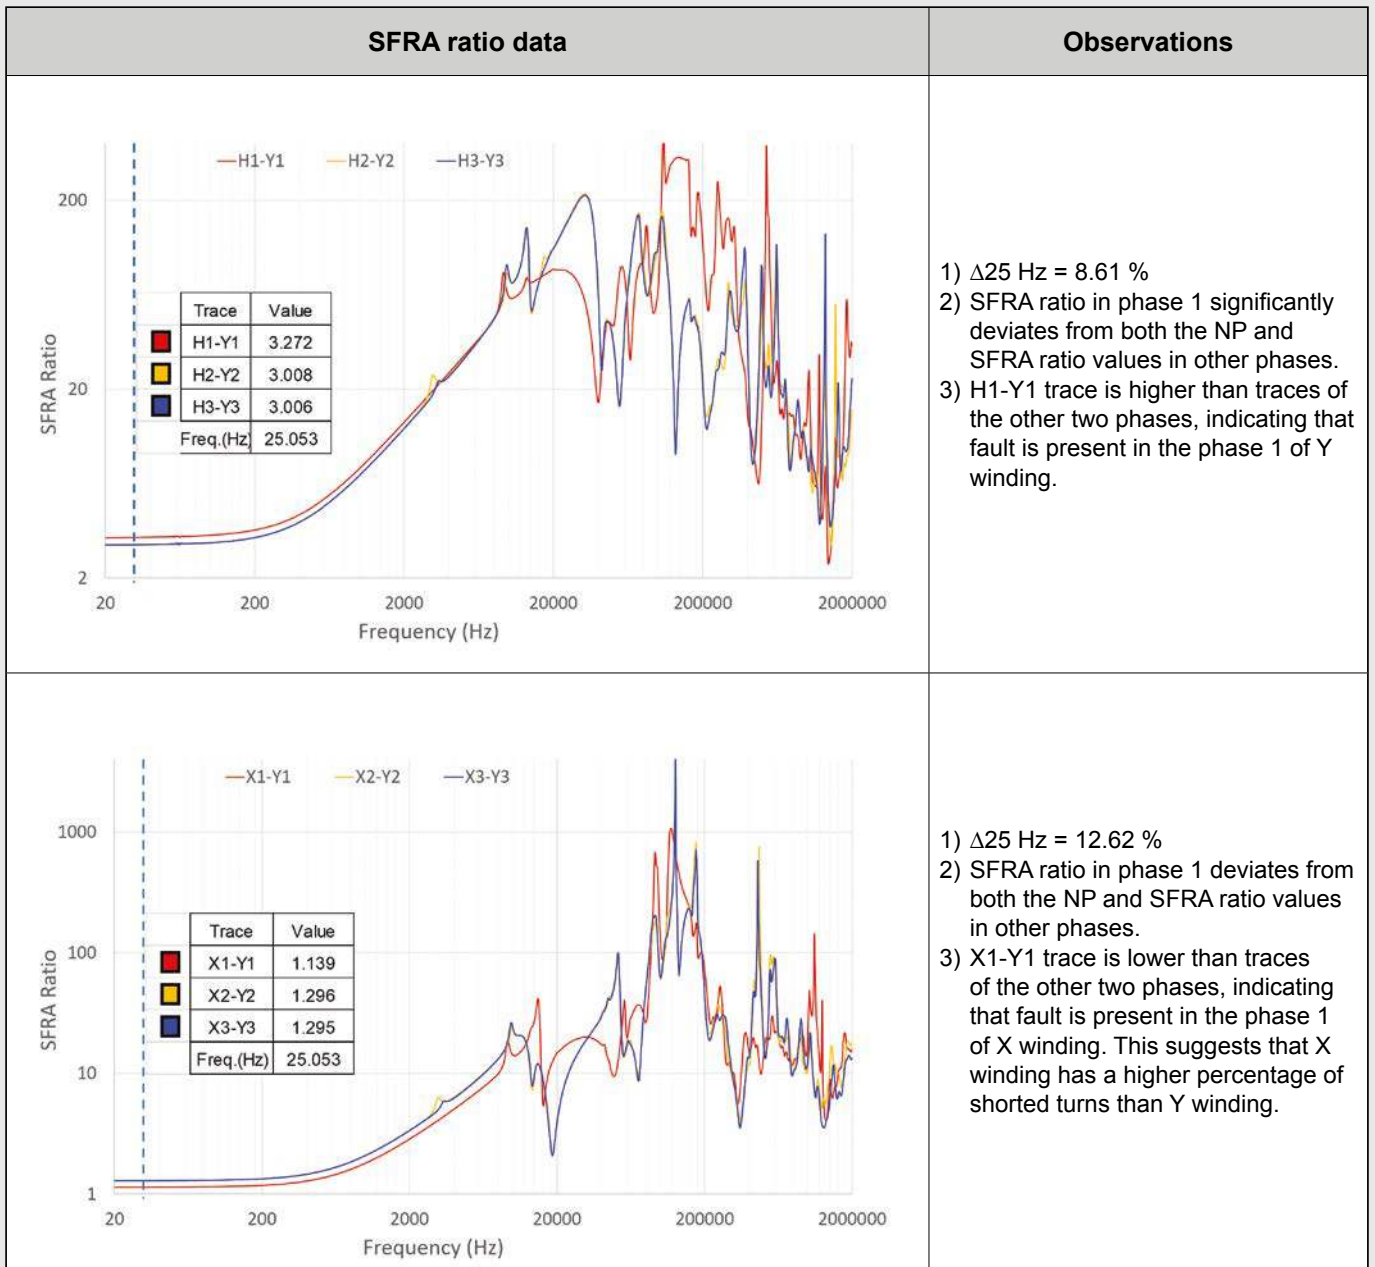 SFRA ratio data
Observations
H1-Y1 H2-Y2 H3-Y3
200
20
2
SFRA Ratio
Trace Value
H1-Y1 3.272
H2-Y2 3.008
H3-Y3 3.006
Freq.(Hz) 25.053
20 200 2000 20000 200000 2000000
Frequency (Hz)
1) Δ25 Hz = 8.61 %
2) SFRA ratio in phase 1 significantly
deviates from both the NP and
SFRA ratio values in other phases.
3) H1-Y1 trace is higher than traces of
the other two phases, indicating that
fault is present in the phase 1 of Y
winding.
X1-Y1 X2-Y2 X3-Y3
1000
100
10
1
SFRA Ratio
Trace Value
X1-Y1 1.139
X2-Y2 1.296
X3-Y3 1.295
Freq.(Hz) 25.053
20 200 2000 20000 200000 2000000
Frequency (Hz)
1) Δ25 Hz = 12.62 %
2) SFRA ratio in phase 1 deviates from
both the NP and SFRA ratio values
in other phases.
3) X1-Y1 trace is lower than traces
of the other two phases, indicating
that fault is present in the phase 1
of X winding. This suggests that X
winding has a higher percentage of
shorted turns than Y winding.